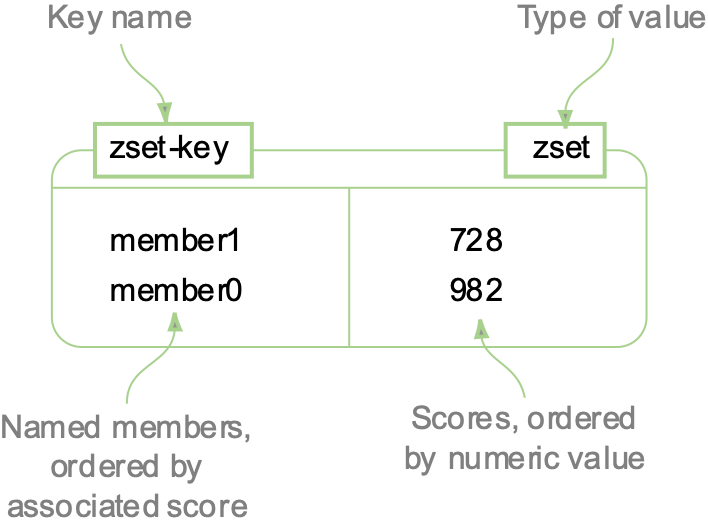 Key name
Type of value
zset-key
zset
member1
728
member0
982
Named members,
ordered by
associated score
Scores, ordered
by numeric value